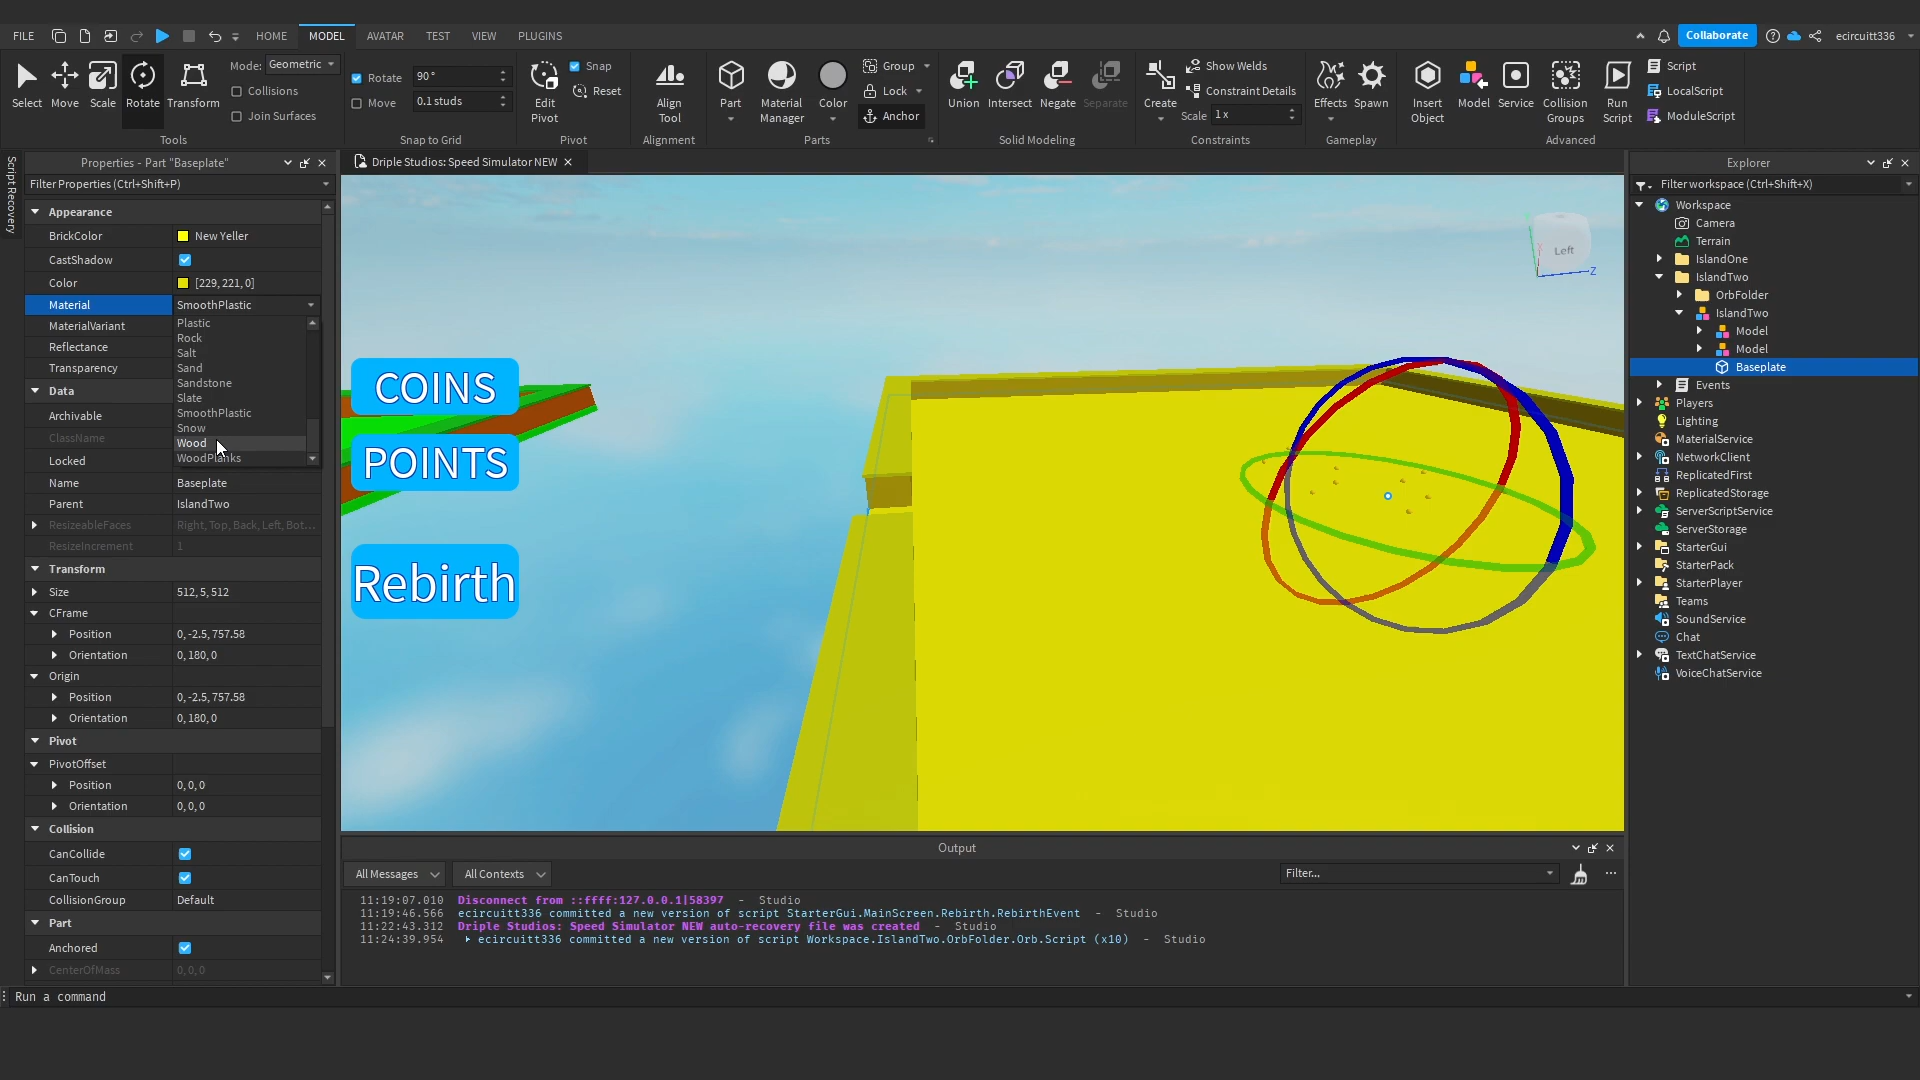 FILE
HOME
MODEL
AVATAR
TEST
VIEW
PLUGINS
Collaborate
ecircuitt336
Select
Move
Scale
Rotate
Transform
Mode: Geometric
Collisions
Join Surfaces
Tools
Rotate 90°
Move 0.1 studs
Snap to Grid
Edit Pivot
Snap
Reset
Pivot
Align Tool
Alignment
Part
Material Manager
Color
Group
Lock
Anchor
Parts
Union
Intersect
Negate
Separate
Solid Modeling
Create
Show Welds
Constraint Details
Scale 1 x
Constraints
Effects
Spawn
Gameplay
Insert Object
Model
Service
Collision Groups
Run Script
Script
LocalScript
ModuleScript
Advanced
Script Recovery
Properties - Part "Baseplate"
Filter Properties (Ctrl+Shift+P)
Appearance
BrickColor New Yeller
CastShadow
Color [229, 221, 0]
Material SmoothPlastic
MaterialVariant
Reflectance
Transparency
Plastic
Rock
Salt
Sand
Sandstone
Slate
SmoothPlastic
Snow
Wood
WoodPlanks
Data
Archivable
ClassName
Locked
Name Baseplate
Parent IslandTwo
ResizeableFaces Right, Top, Back, Left, Bot...
ResizeIncrement 1
Transform
Size 512, 5, 512
CFrame
Position 0, -2.5, 757.58
Orientation 0, 180, 0
Origin
Position 0, -2.5, 757.58
Orientation 0, 180, 0
Pivot
PivotOffset
Position 0, 0, 0
Orientation 0, 0, 0
Collision
CanCollide
CanTouch
CollisionGroup Default
Part
Anchored
CenterOfMass 0, 0, 0
Driple Studios: Speed Simulator NEW
COINS
POINTS
Rebirth
Left
Z
Output
All Messages
All Contexts
Filter...
11:19:07.010 Disconnect from ::ffff:127.0.0.1|58397 - Studio
11:19:46.566 ecircuitt336 committed a new version of script StarterGui.MainScreen.Rebirth.RebirthEvent - Studio
11:22:43.312 Driple Studios: Speed Simulator NEW auto-recovery file was created - Studio
11:24:39.954 ecircuitt336 committed a new version of script Workspace.IslandTwo.OrbFolder.Orb.Script (x10) - Studio
Explorer
Filter workspace (Ctrl+Shift+X)
Workspace
Camera
Terrain
IslandOne
IslandTwo
OrbFolder
IslandTwo
Model
Model
Baseplate
Events
Players
Lighting
MaterialService
NetworkClient
ReplicatedFirst
ReplicatedStorage
ServerScriptService
ServerStorage
StarterGui
StarterPack
StarterPlayer
Teams
SoundService
Chat
TextChatService
VoiceChatService
Run a command